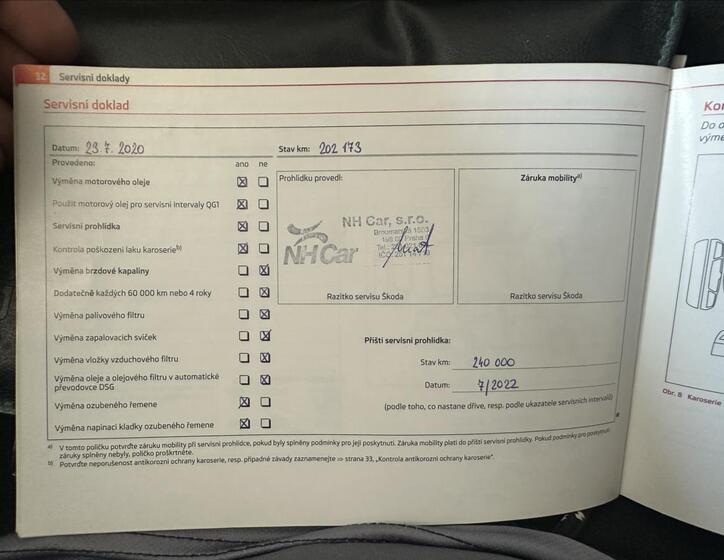 32 Servisní doklady
Servisní doklad
Datum: 23.7.2020 Stav km: 202 173
Provedeno: ano ne
Výměna motorového oleje
Použit motorový olej pro servisní intervaly QG1
Servisní prohlídka
Kontrola poškození laku karoserie b)
Výměna brzdové kapaliny
Dodatečně každých 60 000 km nebo 4 roky
Výměna palivového filtru
Výměna zapalovacích svíček
Výměna vložky vzduchového filtru
Výměna oleje a olejového filtru v automatické
převodovce DSG
Výměna ozubeného řemene
Výměna napínací kladky ozubeného řemene
Prohlídku provedl:
NH Car, s.r.o.
NH Car
Razítko servisu Škoda
Záruka mobility a)
Razítko servisu Škoda
Příští servisní prohlídka:
Stav km: 240 000
Datum: 7/2022
(podle toho, co nastane dříve, resp. podle ukazatele servisních intervalů)
a) V tomto políčku potvrďte záruku mobility při servisní prohlídce, pokud byly splněny podmínky pro její poskytnutí. Záruka mobility platí do příští servisní prohlídky. Pokud podmínky pro poskytnutí
záruky splněny nebyly, políčko proškrtněte.
b) Potvrďte neporušenost antikorozní ochrany karoserie, resp. případné závady zaznamenejte ⇒ strana 33, „Kontrola antikorozní ochrany karoserie".
Do
Obr. 8 Karoserie